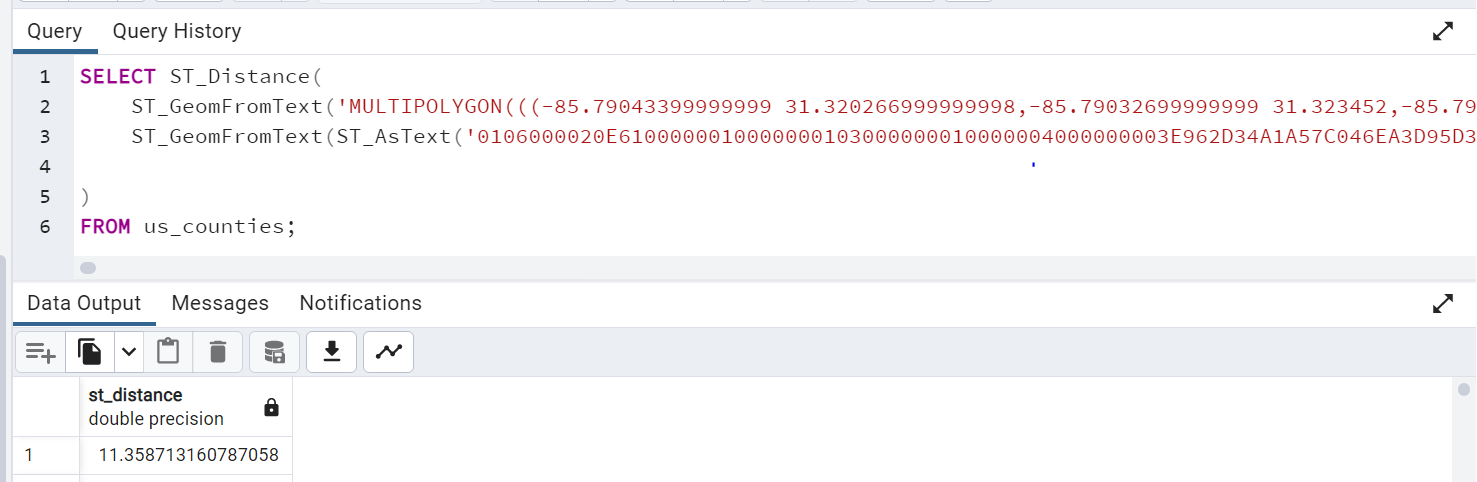 Query Query History
1 SELECT ST_Distance(
2 ST_GeomFromText('MULTIPOLYGON(((-85.79043399999999 31.320266999999998,-85.79032699999999 31.323452,-85.79
3 ST_GeomFromText(ST_AsText('0106000020E61000000100000001030000000100000040000000003E962D34A1A57C046EA3D95D3
4
5 )
6 FROM us_counties;
Data Output Messages Notifications
st_distance
double precision
1 11.358713160787058